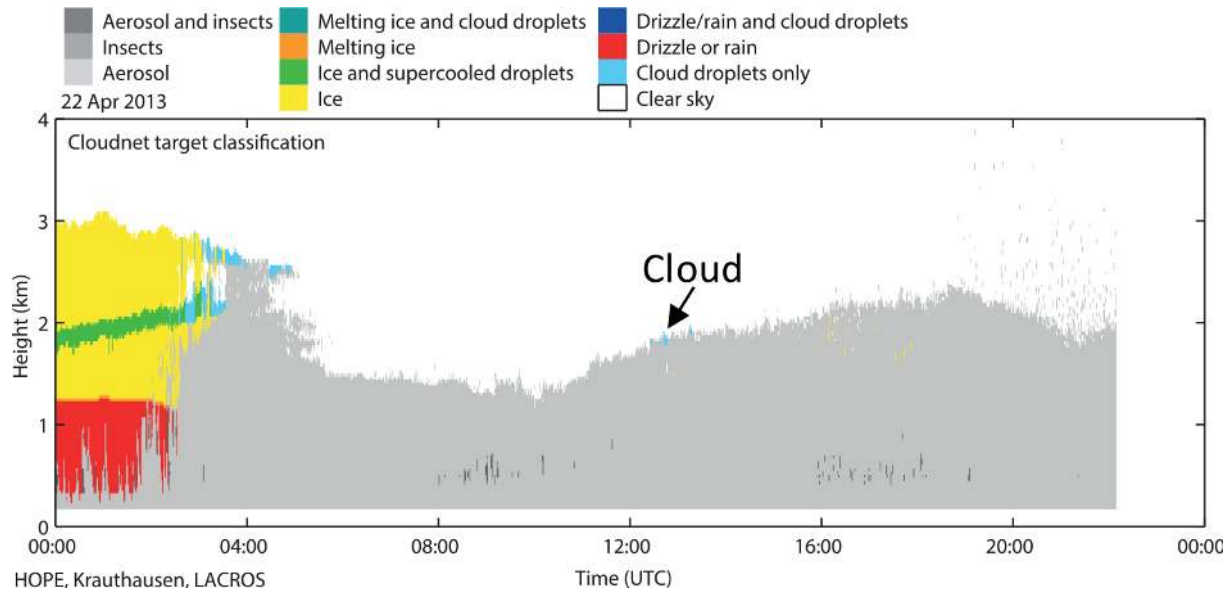 Aerosol and insects
Insects
Aerosol
Melting ice and cloud droplets
Melting ice
Ice and supercooled droplets
Ice
Drizzle/rain and cloud droplets
Drizzle or rain
Cloud droplets only
Clear sky
22 Apr 2013
Cloudnet target classification
Cloud
Height (km)
4
3
2
1
0
00:00 04:00 08:00 12:00 16:00 20:00 00:00
Time (UTC)
HOPE, Krauthausen, LACROS